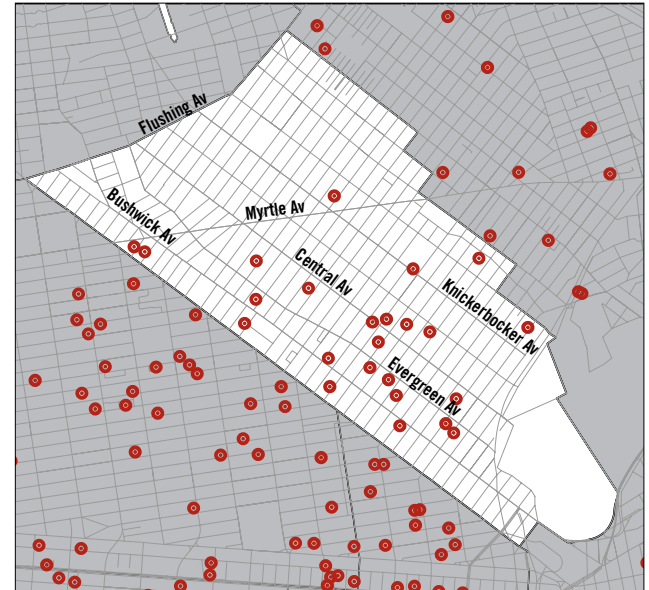 Flushing Av
Bushwick Av
Myrtle Av
Central Av
Knickerbocker Av
Evergreen Av